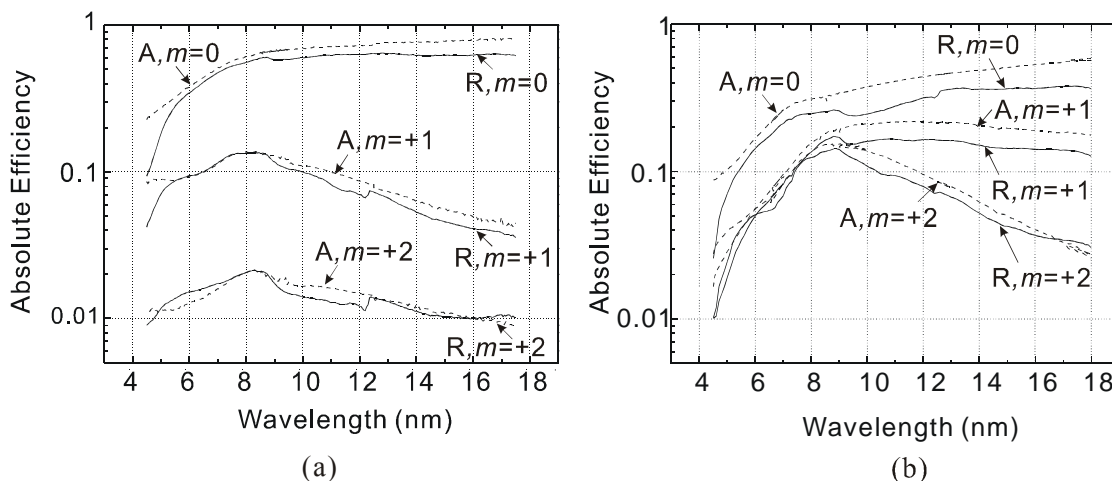 1
0.1
0.01
Absolute Efficiency
A,m=0
R,m=0
A,m=+1
R,m=+1
A,m=+2
R,m=+2
4 6 8 10 12 14 16 18
Wavelength (nm)
(a)
1
0.1
0.01
Absolute Efficiency
R,m=0
A,m=0
A,m=+1
R,m=+1
A,m=+2
R,m=+2
4 6 8 10 12 14 16 18
Wavelength (nm)
(b)